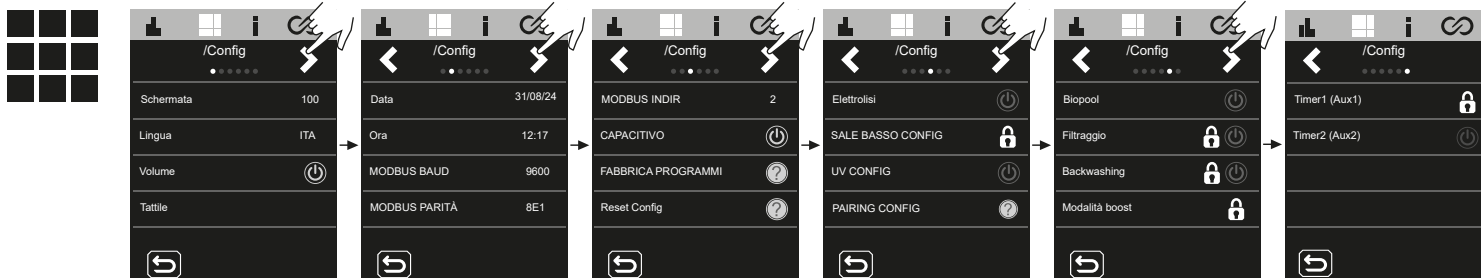 /Config
Schermata 100
Lingua ITA
Volume
Tattile
/Config
Data 31/08/24
Ora 12:17
MODBUS BAUD 9600
MODBUS PARITÀ 8E1
/Config
MODBUS INDIR 2
CAPACITIVO
FABBRICA PROGRAMMI ?
Reset Config ?
/Config
Elettrolisi
SALE BASSO CONFIG
UV CONFIG
PAIRING CONFIG ?
/Config
Biopool
Filtraggio
Backwashing
Modalità boost
/Config
Timer1 (Aux1)
Timer2 (Aux2)